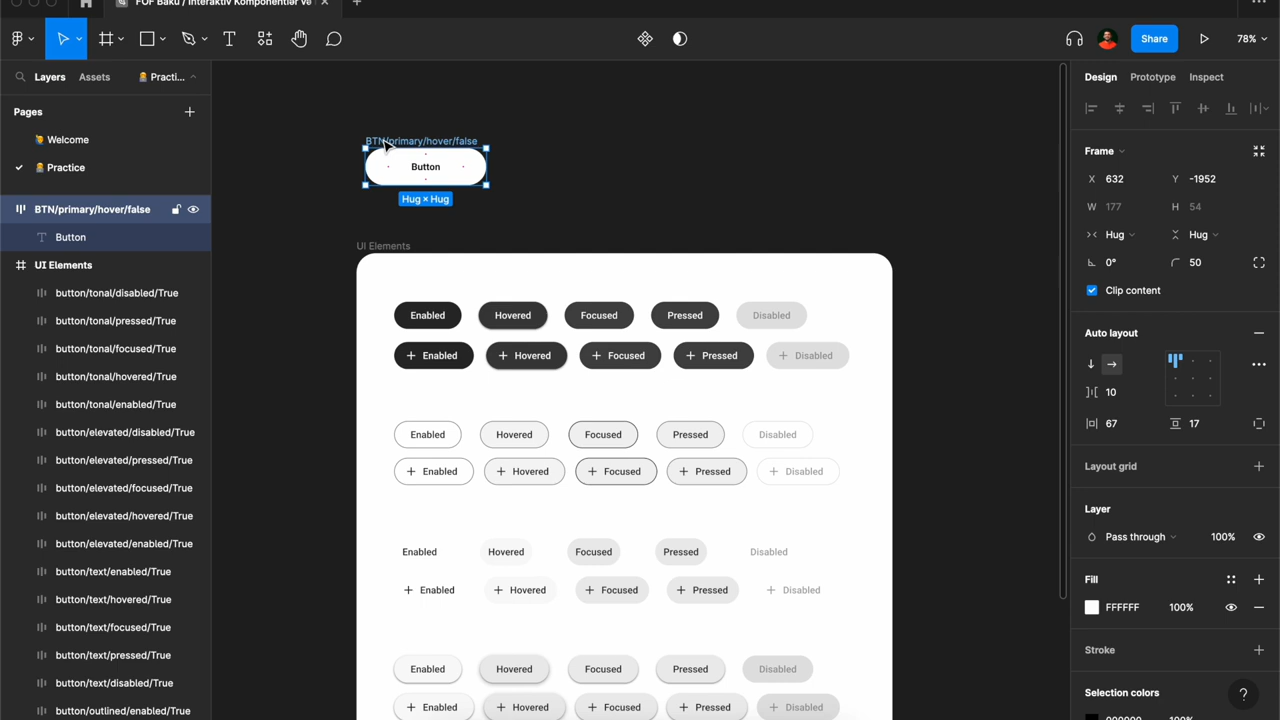 FOF Baku / İnteraktiv Komponentlər və
Share
78%
Layers
Assets
Practi...
Design
Prototype
Inspect
Pages
Welcome
Practice
BTN/primary/hover/false
Button
UI Elements
button/tonal/disabled/True
button/tonal/pressed/True
button/tonal/focused/True
button/tonal/hovered/True
button/tonal/enabled/True
button/elevated/disabled/True
button/elevated/pressed/True
button/elevated/focused/True
button/elevated/hovered/True
button/elevated/enabled/True
button/text/enabled/True
button/text/hovered/True
button/text/focused/True
button/text/pressed/True
button/text/disabled/True
button/outlined/enabled/True
BTN/primary/hover/false
Button
Hug × Hug
UI Elements
Enabled Hovered Focused Pressed Disabled
+ Enabled + Hovered + Focused + Pressed + Disabled
Enabled Hovered Focused Pressed Disabled
+ Enabled + Hovered + Focused + Pressed + Disabled
Enabled Hovered Focused Pressed Disabled
+ Enabled + Hovered + Focused + Pressed + Disabled
Enabled Hovered Focused Pressed Disabled
+ Enabled + Hovered + Focused + Pressed + Disabled
Frame
X 632 Y -1952
W 177 H 54
Hug Hug
0° 50
Clip content
Auto layout
10
67 17
Layout grid
Layer
Pass through 100%
Fill
FFFFFF 100%
Stroke
Selection colors
000000 100%
?